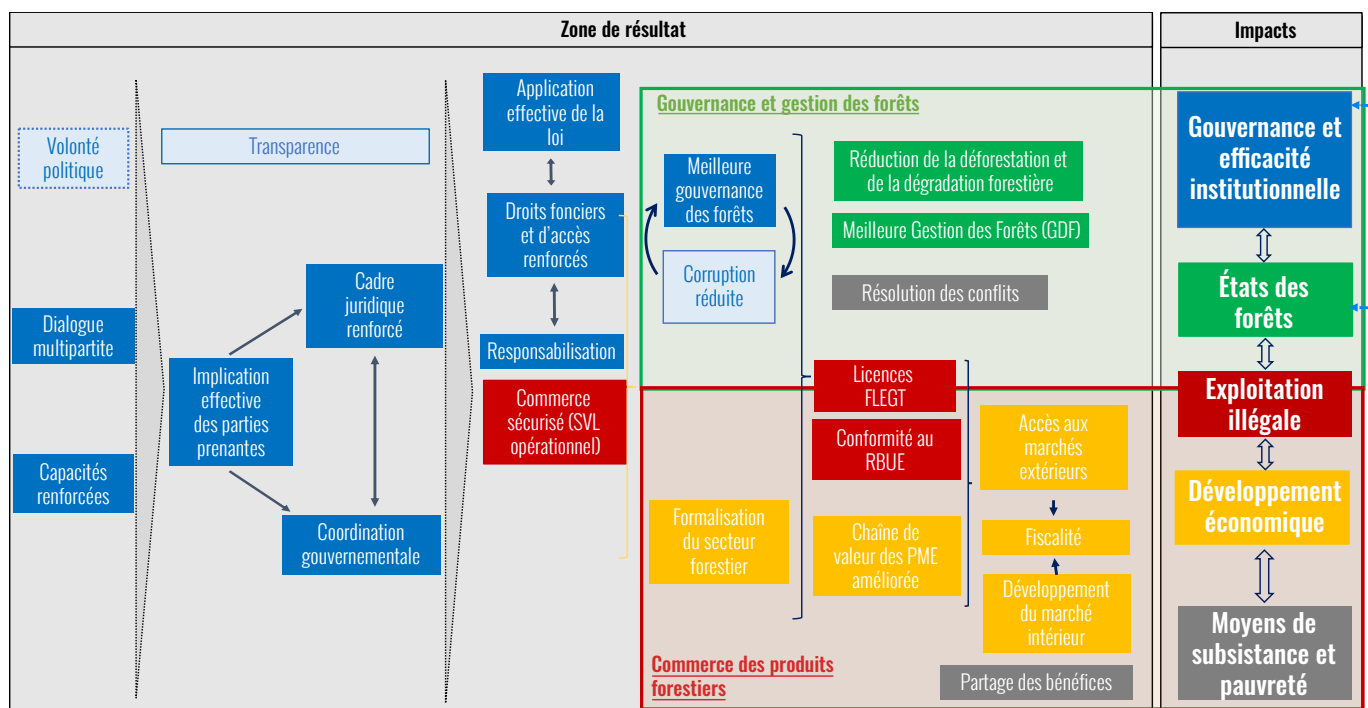 Zone de résultat
Impacts
Volonté
politique
Dialogue
multipartite
Capacités
renforcées
Transparence
Cadre
juridique
renforcé
Implication
effective
des parties
prenantes
Coordination
gouvernementale
Application
effective de la
loi
Droits fonciers
et d’accès
renforcés
Responsabilisation
Commerce
sécurisé (SVL
opérationnel)
Gouvernance et gestion des forêts
Meilleure
gouvernance
des forêts
Corruption
réduite
Réduction de la déforestation et
de la dégradation forestière
Meilleure Gestion des Forêts (GDF)
Résolution des conflits
Licences
FLEGT
Conformité au
RBUE
Accès aux
marchés
extérieurs
Formalisation
du secteur
forestier
Chaîne de
valeur des PME
améliorée
Fiscalité
Développement
du marché
intérieur
Commerce des produits
forestiers
Partage des bénéfices
Gouvernance et
efficacité
institutionnelle
États des
forêts
Exploitation
illégale
Développement
économique
Moyens de
subsistance et
pauvreté